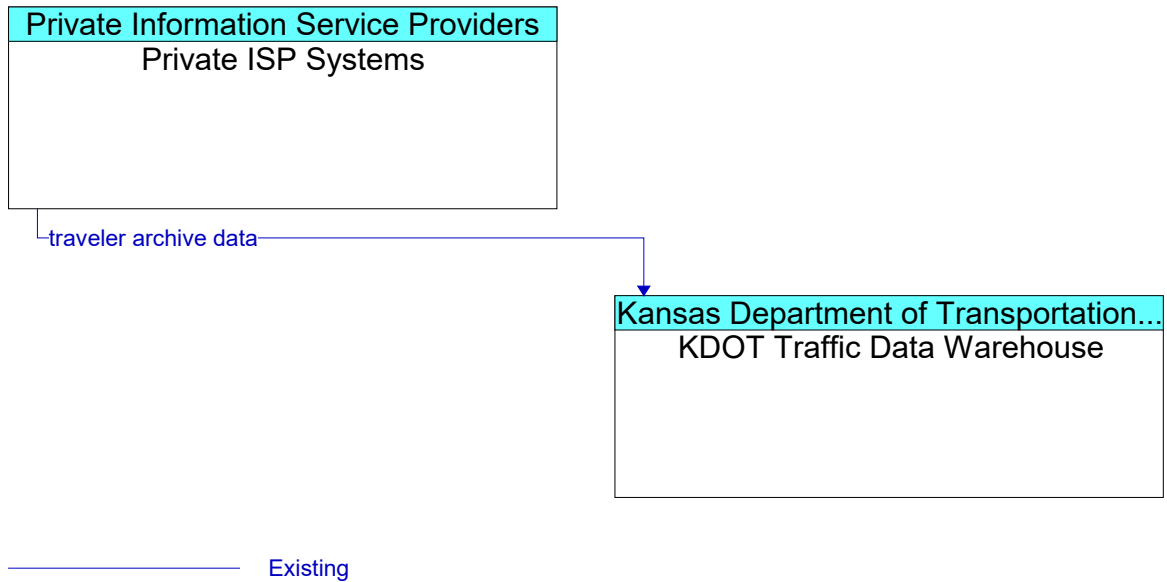 Private Information Service Providers
Private ISP Systems
traveler archive data
Kansas Department of Transportation...
KDOT Traffic Data Warehouse
Existing